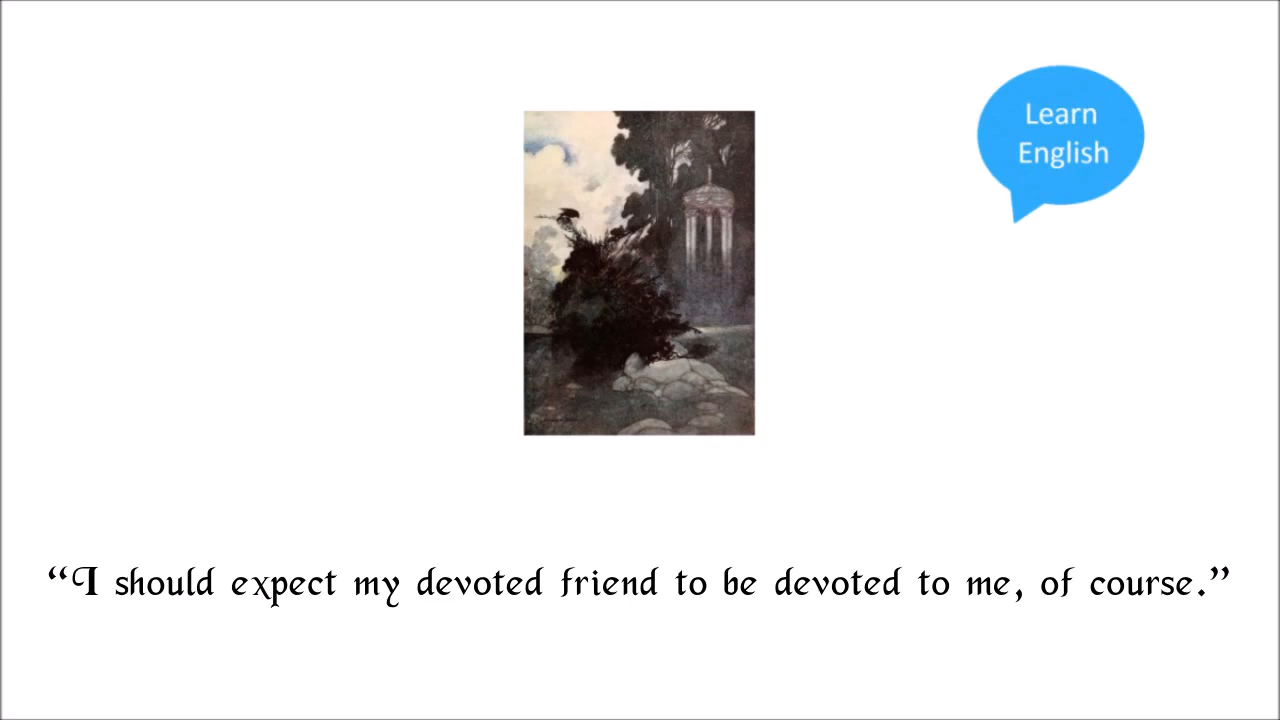 Learn
English
“I should expect my devoted friend to be devoted to me, of course.”